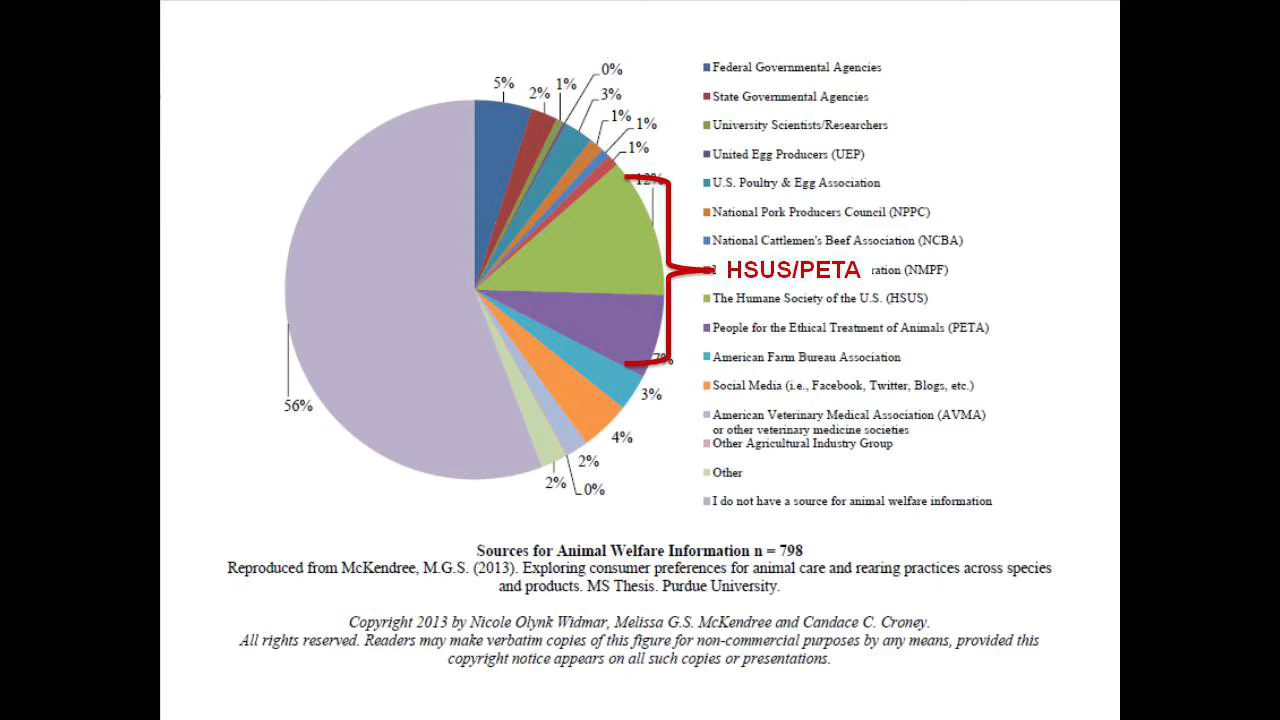 0%
5%
1%
2%
3%
1%
1%
1%
12%
7%
3%
4%
2%
0%
2%
56%
Federal Governmental Agencies
State Governmental Agencies
University Scientists/Researchers
United Egg Producers (UEP)
U.S. Poultry & Egg Association
National Pork Producers Council (NPPC)
National Cattlemen's Beef Association (NCBA)
HSUS/PETA
(NMPF)
The Humane Society of the U.S. (HSUS)
People for the Ethical Treatment of Animals (PETA)
American Farm Bureau Association
Social Media (i.e., Facebook, Twitter, Blogs, etc.)
American Veterinary Medical Association (AVMA)
or other veterinary medicine societies
Other Agricultural Industry Group
Other
I do not have a source for animal welfare information
Sources for Animal Welfare Information n = 798
Reproduced from McKendree, M.G.S. (2013). Exploring consumer preferences for animal care and rearing practices across species
and products. MS Thesis. Purdue University.
Copyright 2013 by Nicole Olynk Widmar, Melissa G.S. McKendree and Candace C. Croney.
All rights reserved. Readers may make verbatim copies of this figure for non-commercial purposes by any means, provided this
copyright notice appears on all such copies or presentations.